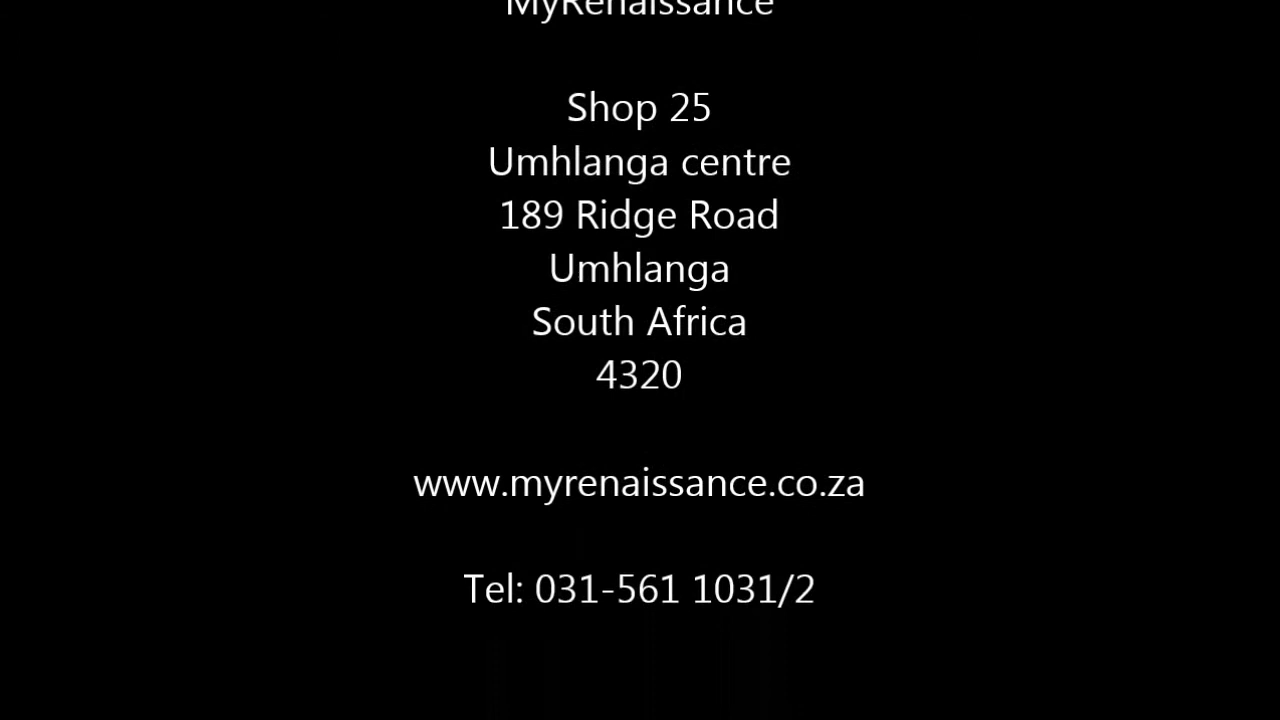 MyRenaissance
Shop 25
Umhlanga centre
189 Ridge Road
Umhlanga
South Africa
4320
www.myrenaissance.co.za
Tel: 031-561 1031/2